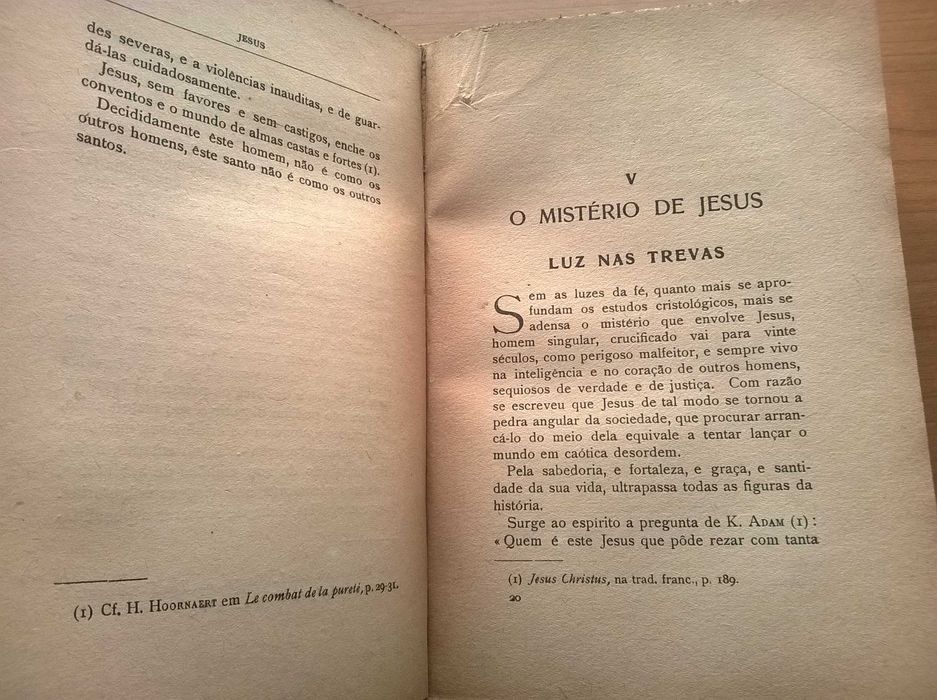 JESUS
des severas, e a violências inauditas, e de guar-
dá-las cuidadosamente.
Jesus, sem favores e sem castigos, enche os
conventos e o mundo de almas castas e fortes (1).
Decididamente êste homem, não é como os
outros homens, êste santo não é como os outros
santos.
(1) Cf. H. HOORNAERT em Le combat de la pureté, p. 29-31.
V
O MISTÉRIO DE JESUS
LUZ NAS TREVAS
Sem as luzes da fé, quanto mais se apro-
fundam os estudos cristológicos, mais se
adensa o mistério que envolve Jesus,
homem singular, crucificado vai para vinte
séculos, como perigoso malfeitor, e sempre vivo
na inteligência e no coração de outros homens,
sequiosos de verdade e de justiça. Com razão
se escreveu que Jesus de tal modo se tornou a
pedra angular da sociedade, que procurar arran-
cá-lo do meio dela equivale a tentar lançar o
mundo em caótica desordem.
Pela sabedoria, e fortaleza, e graça, e santi-
dade da sua vida, ultrapassa todas as figuras da
história.
Surge ao espírito a pregunta de K. ADAM (1) :
« Quem é este Jesus que pôde rezar com tanta
(1) Jesus Christus, na trad. franc., p. 189.
20